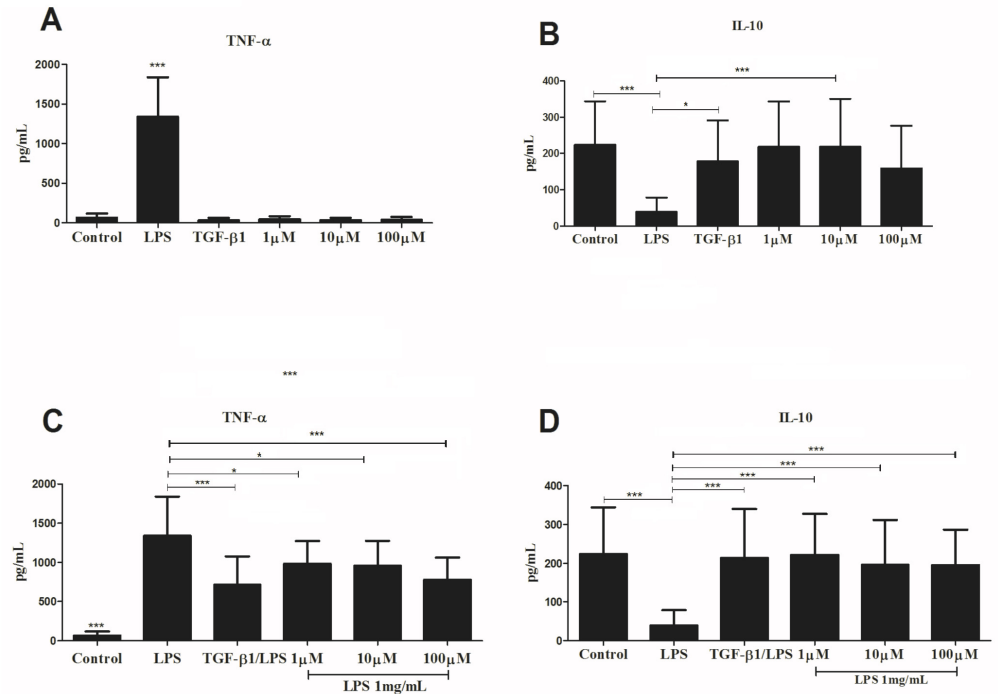 A
TNF-α
***
2000
1500
1000
500
0
pg/mL
Control LPS TGF-β1 1μM 10μM 100μM
B
IL-10
***
***
*
400
300
200
100
0
pg/mL
Control LPS TGF-β1 1μM 10μM 100μM
***
C
TNF-α
***
*
*
***
2000
1500
1000
500
0
pg/mL
***
Control LPS TGF-β1/LPS 1μM 10μM 100μM
LPS 1mg/mL
D
IL-10
***
***
***
***
***
400
300
200
100
0
pg/mL
Control LPS TGF-β1/LPS 1μM 10μM 100μM
LPS 1mg/mL